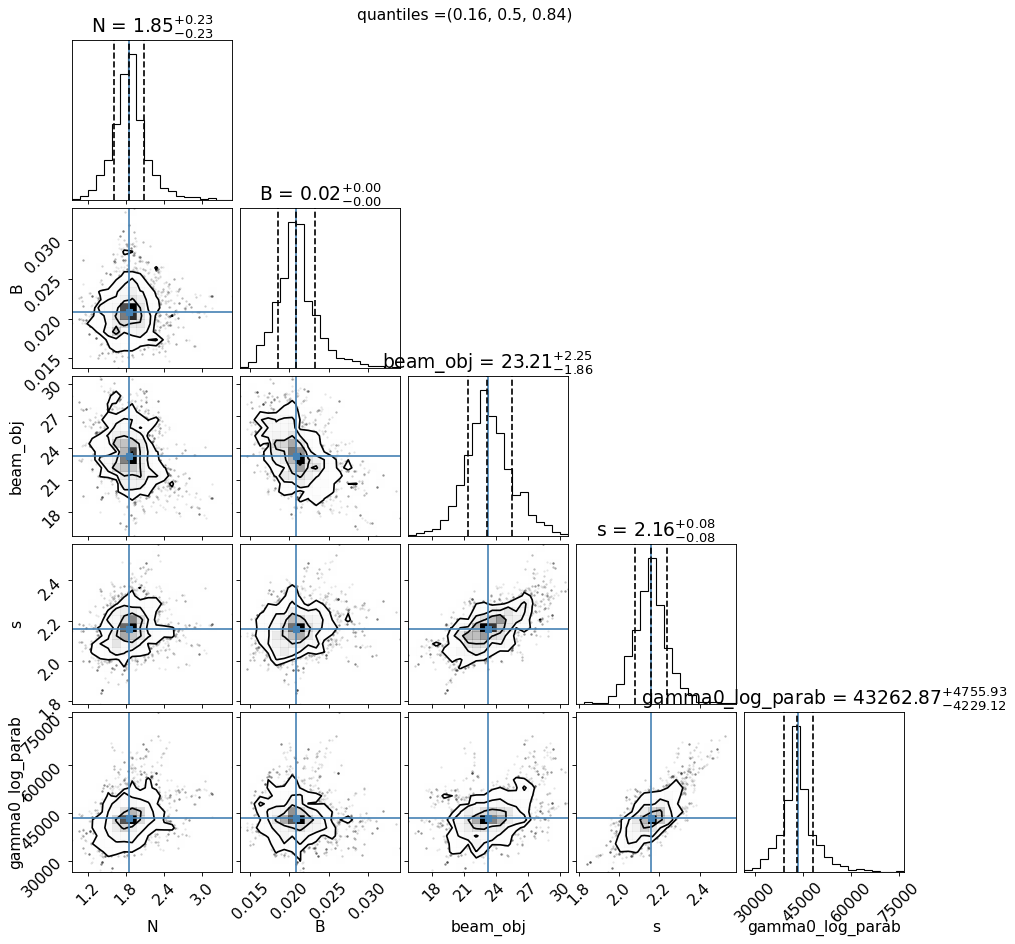 quantiles =(0.16, 0.5, 0.84)
N = 1.85+0.23 −0.23
B = 0.02+0.00 −0.00
0.030
0.025
0.020
0.015
B
beam_obj = 23.21+2.25 −1.86
30
27
24
21
18
beam_obj
s = 2.16+0.08 −0.08
2.4
2.2
2.0
1.8
s
gamma0_log_parab = 43262.87+4755.93 −4229.12
75000
60000
45000
30000
gamma0_log_parab
1.2 1.8 2.4 3.0
0.015 0.020 0.025 0.030
18 21 24 27 30
1.8 2.0 2.2 2.4
30000 45000 60000 75000
N B beam_obj s gamma0_log_parab